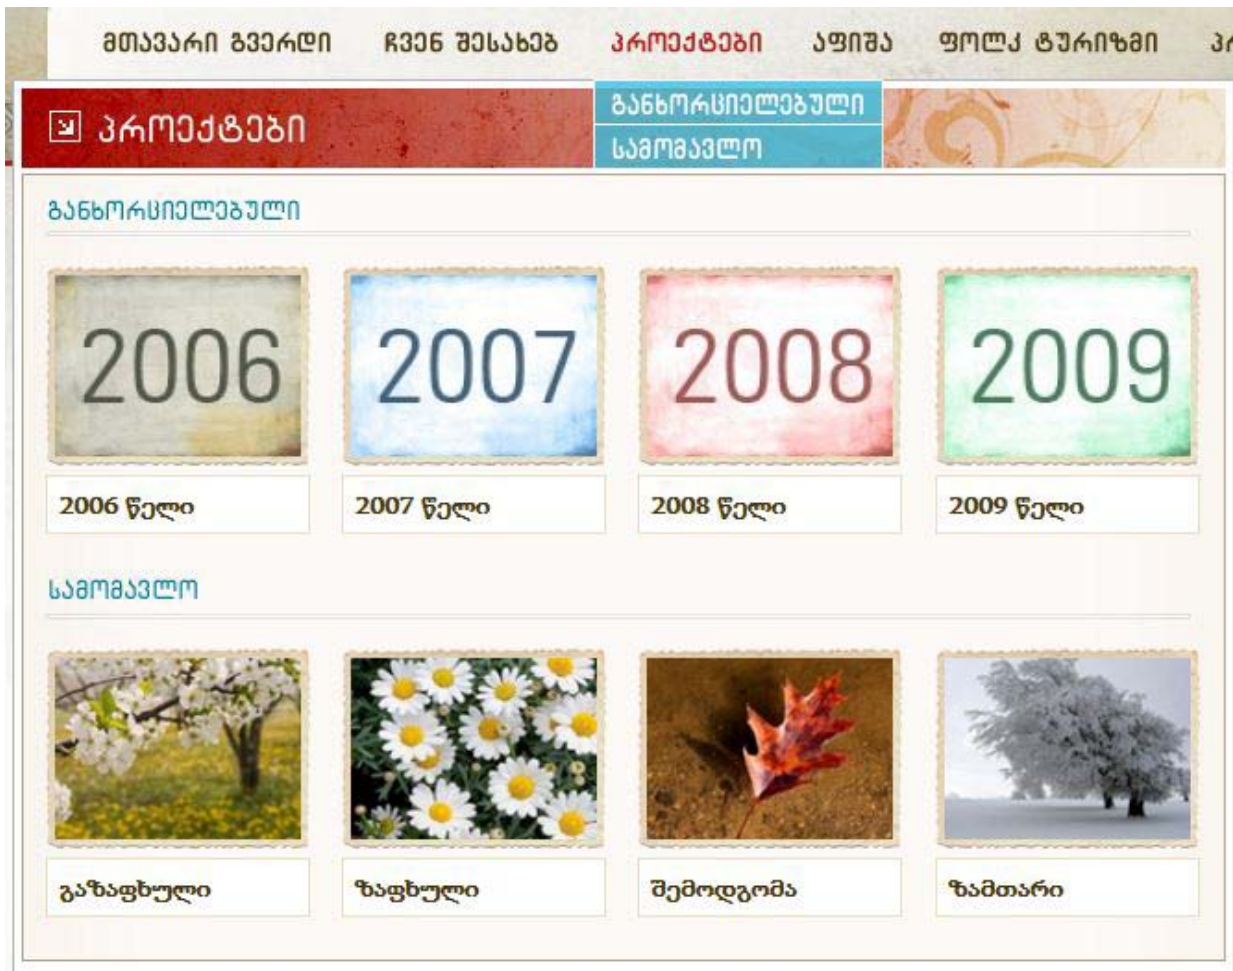 მთავარი გვერდი ჩვენ შესახებ პროექტები აფიშა ფოლკ ტურიზმი
განხორციელებული
სამომავლო
პროექტები
განხორციელებული
2006 2007 2008 2009
2006 წელი 2007 წელი 2008 წელი 2009 წელი
სამომავლო
გაზაფხული ზაფხული შემოდგომა ზამთარი